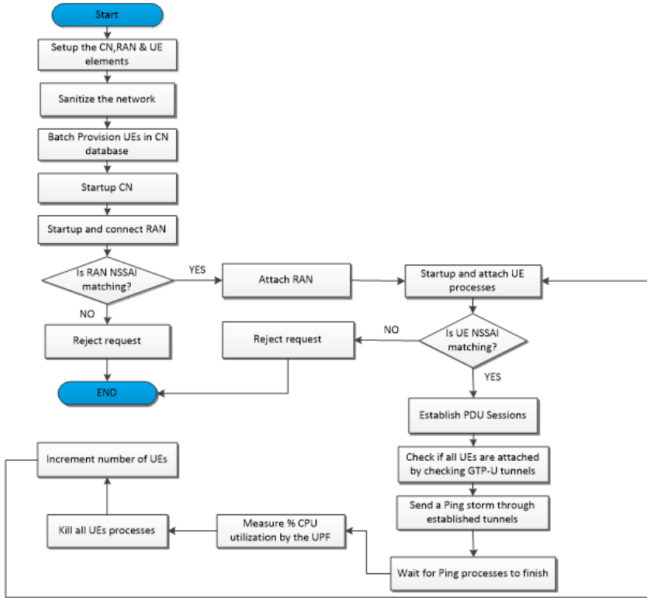 Start
Setup the CN,RAN & UE
elements
Sanitize the network
Batch Provision UEs in CN
database
Startup CN
Startup and connect RAN
Is RAN NSSAI
matching?
YES
Attach RAN
Startup and attach UE
processes
NO
Reject request
Reject request
NO
Is UE NSSAI
matching?
YES
END
Establish PDU Sessions
Check if all UEs are attached
by checking GTP-U tunnels
Send a Ping storm through
established tunnels
Wait for Ping processes to finish
Measure % CPU
utilization by the UPF
Kill all UEs processes
Increment number of UEs